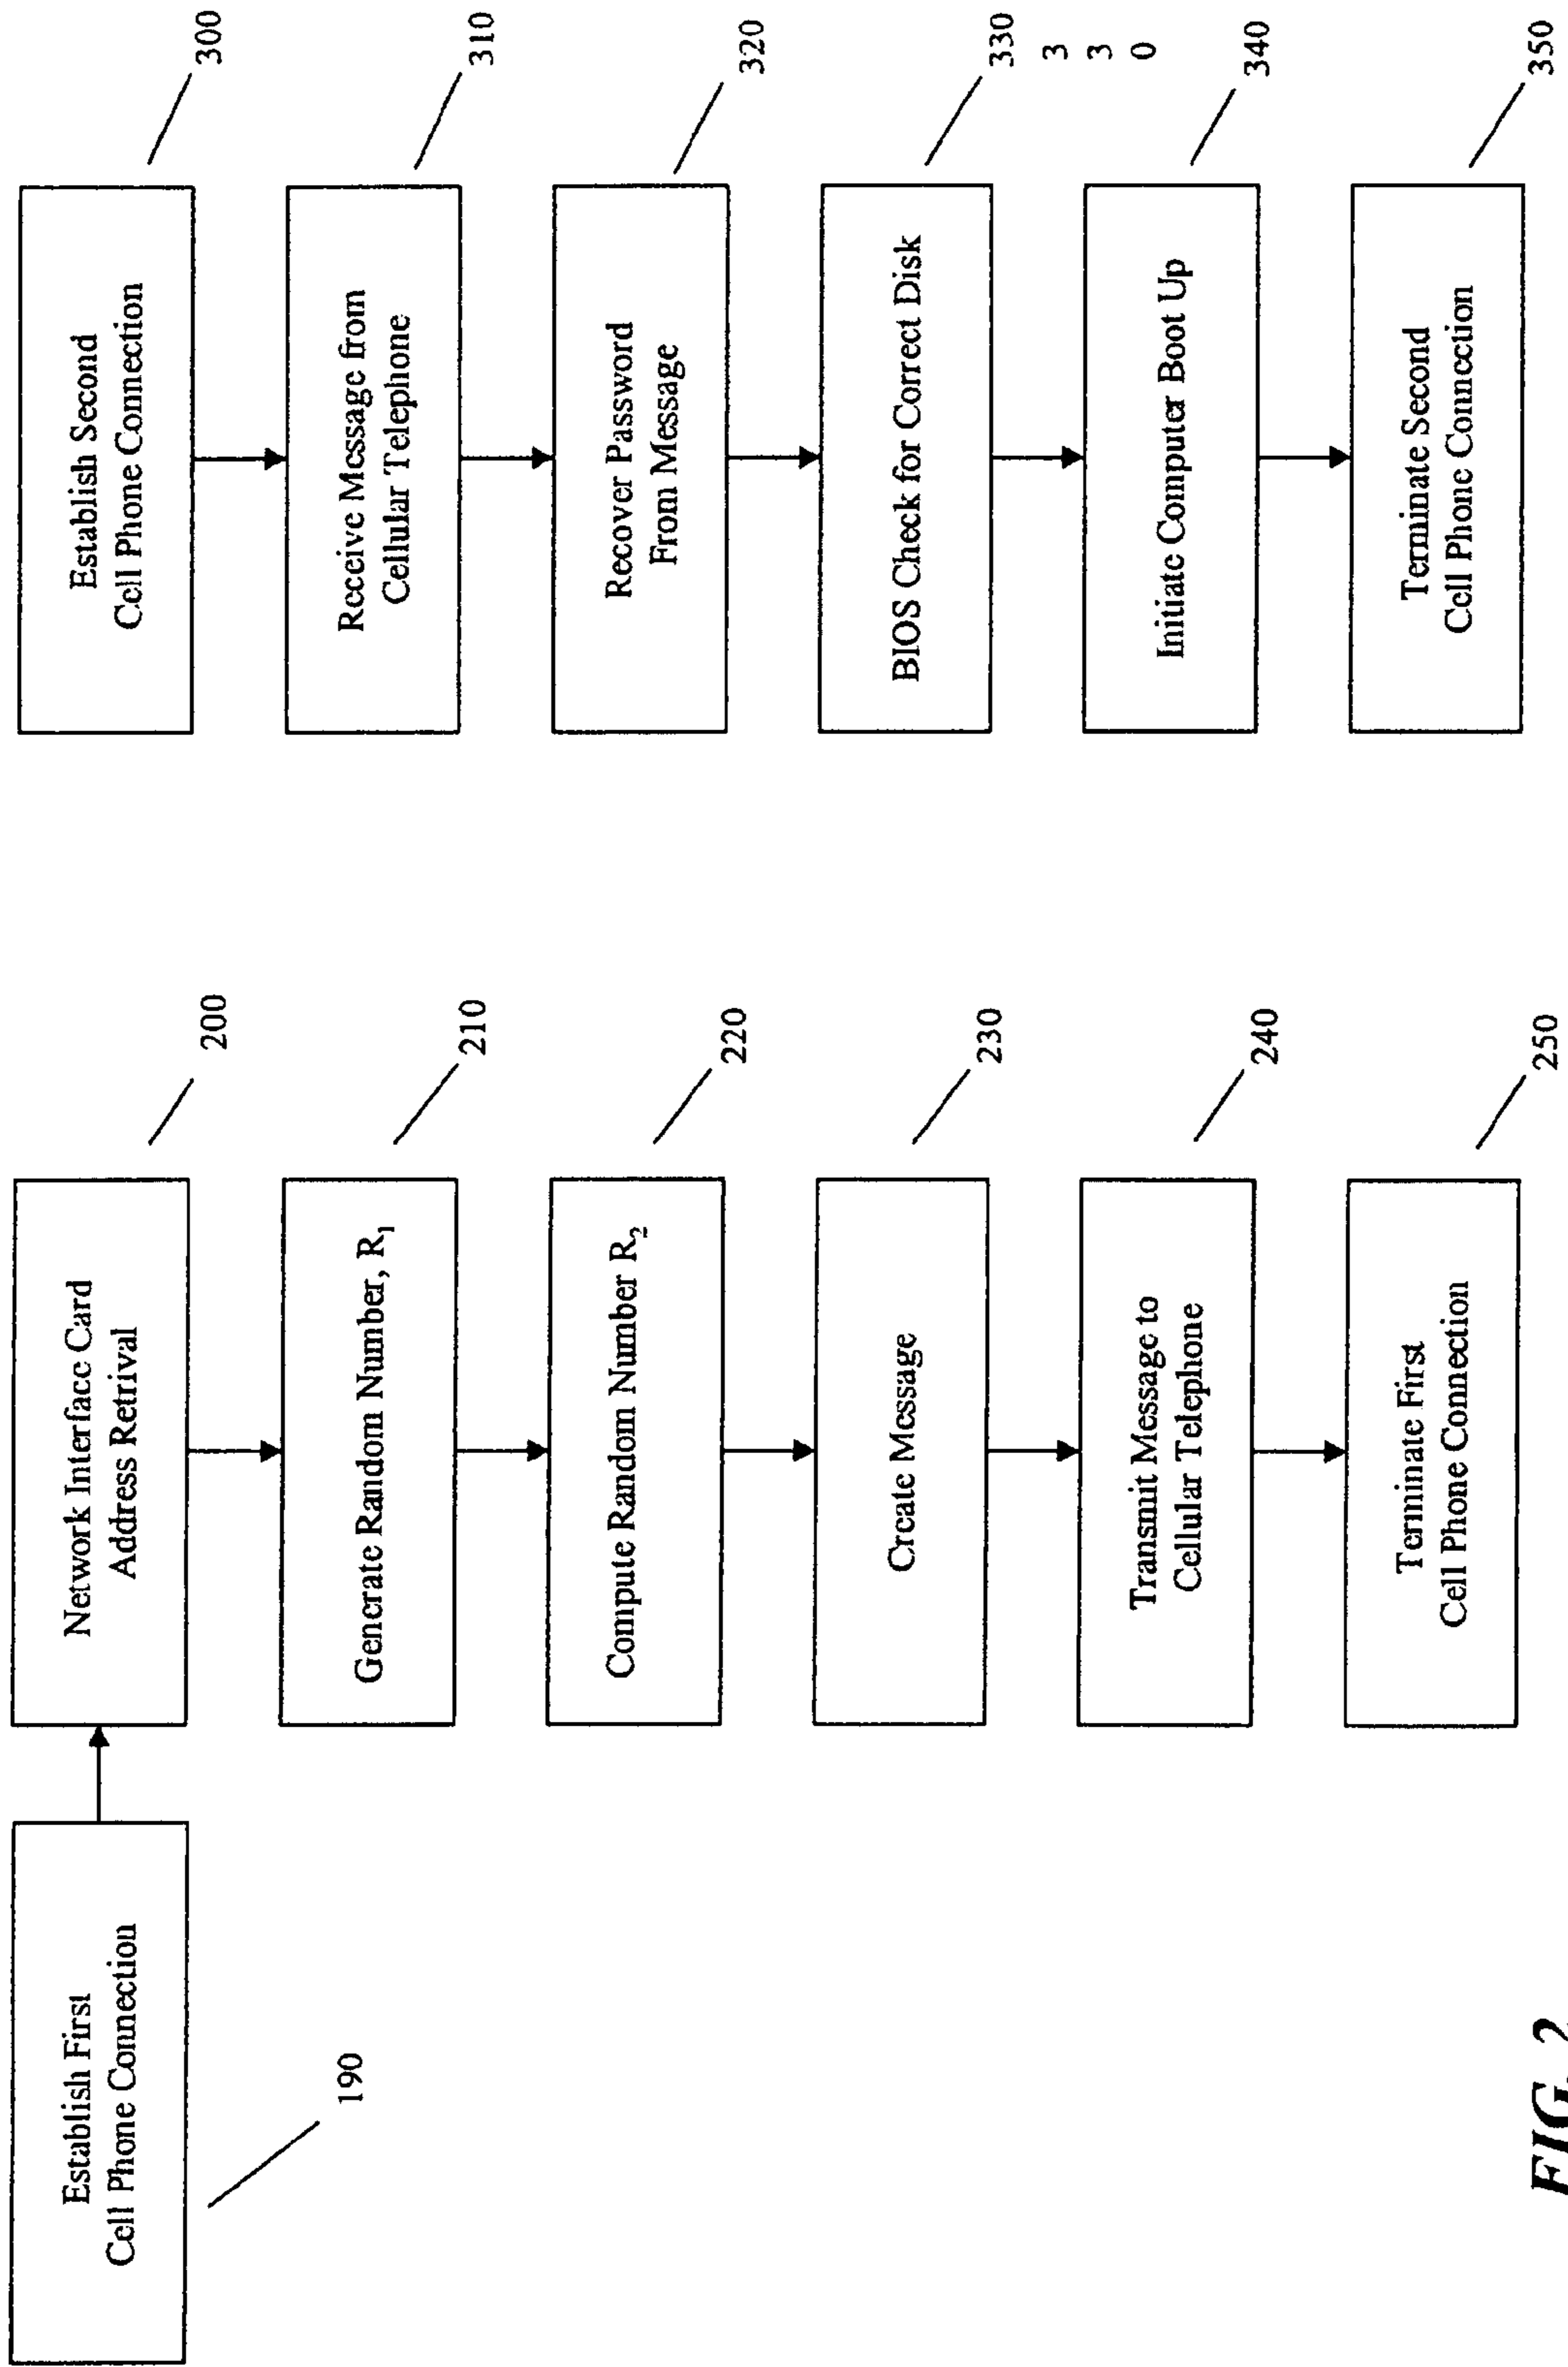 Establish First
Cell Phone Connection
190
Network Interface Card
Address Retrival
200
Generate Random Number, R₁
210
Compute Random Number R₂
220
Create Message
230
Transmit Message to
Cellular Telephone
240
Terminate First
Cell Phone Connection
250
Establish Second
Cell Phone Connection
300
Receive Message from
Cellular Telephone
310
Recover Password
From Message
320
BIOS Check for Correct Disk
330
3
3
0
Initiate Computer Boot Up
340
Terminate Second
Cell Phone Connection
350
FIG. 2